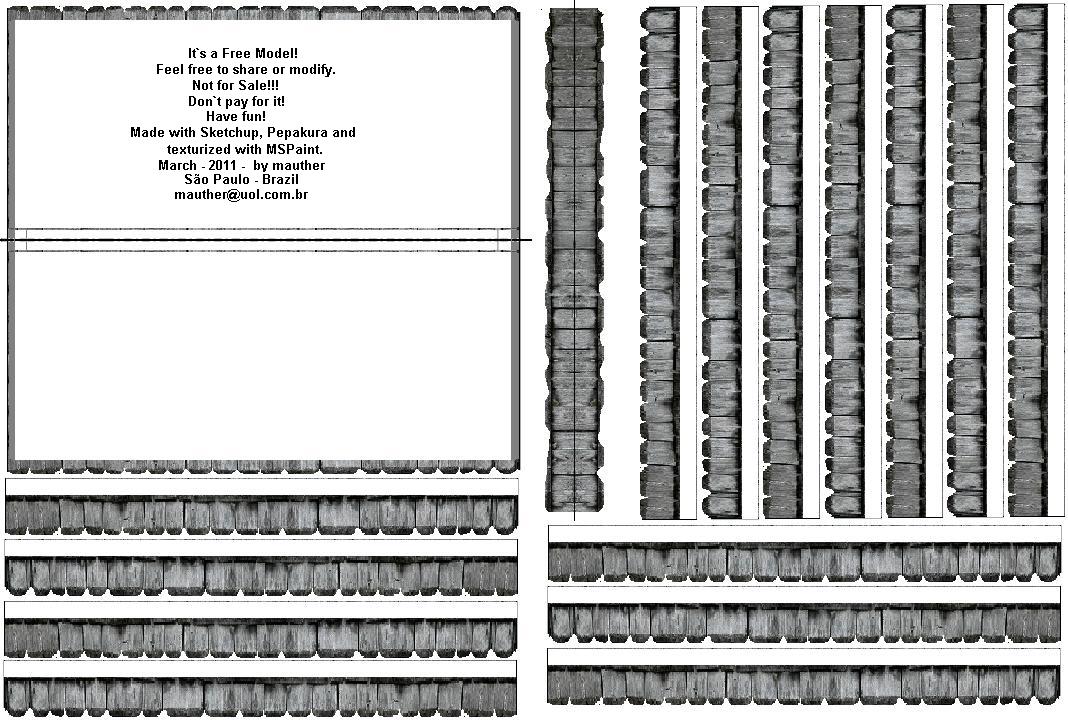 It`s a Free Model!
Feel free to share or modify.
Not for Sale!!!
Don`t pay for it!
Have fun!
Made with Sketchup, Pepakura and
texturized with MSPaint.
March - 2011 - by mauther
São Paulo - Brazil
mauther@uol.com.br